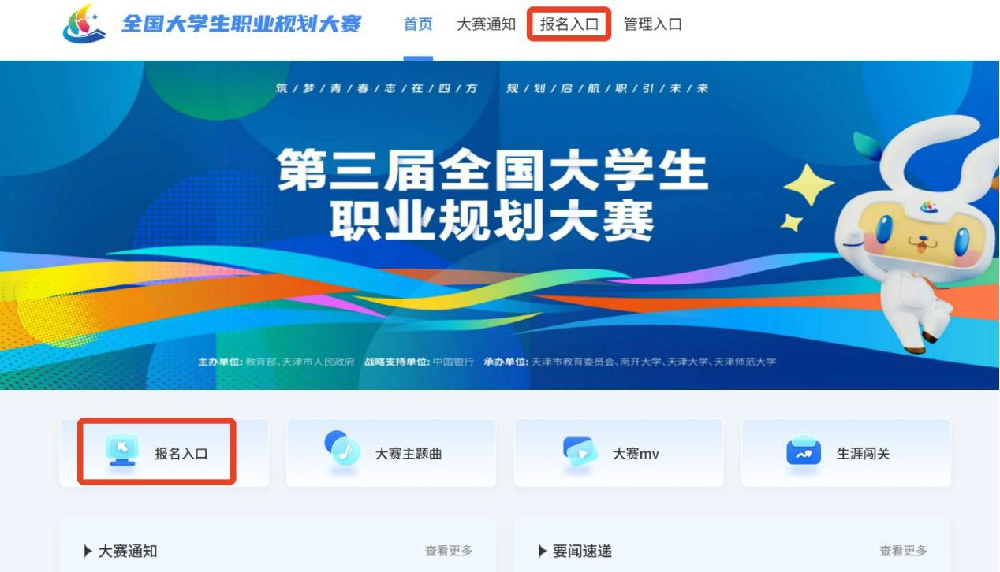 全国大学生职业规划大赛 首页 大赛通知 报名入口 管理入口
筑/梦/青/春/志/在/四/方 规/划/启/航/职/引/未/来
第三届全国大学生
职业规划大赛
主办单位:教育部、天津市人民政府 战略支持单位:中国银行 承办单位:天津市教育委员会、南开大学、天津大学、天津师范大学
报名入口 大赛主题曲 大赛mv 生涯闯关
大赛通知 查看更多 要闻速递 查看更多